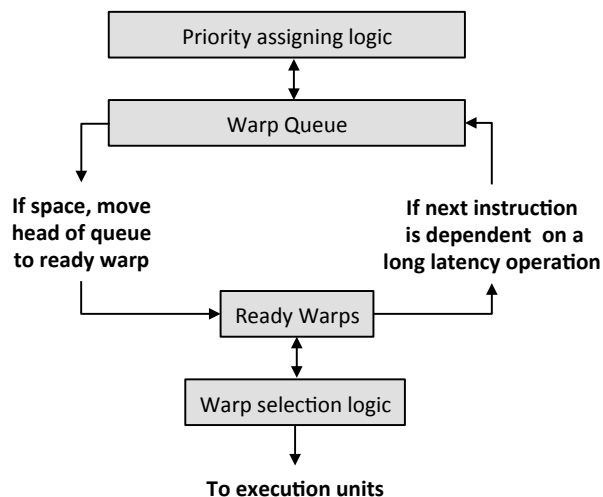 Priority assigning logic
Warp Queue
If space, move
head of queue
to ready warp
If next instruction
is dependent on a
long latency operation
Ready Warps
Warp selection logic
To execution units